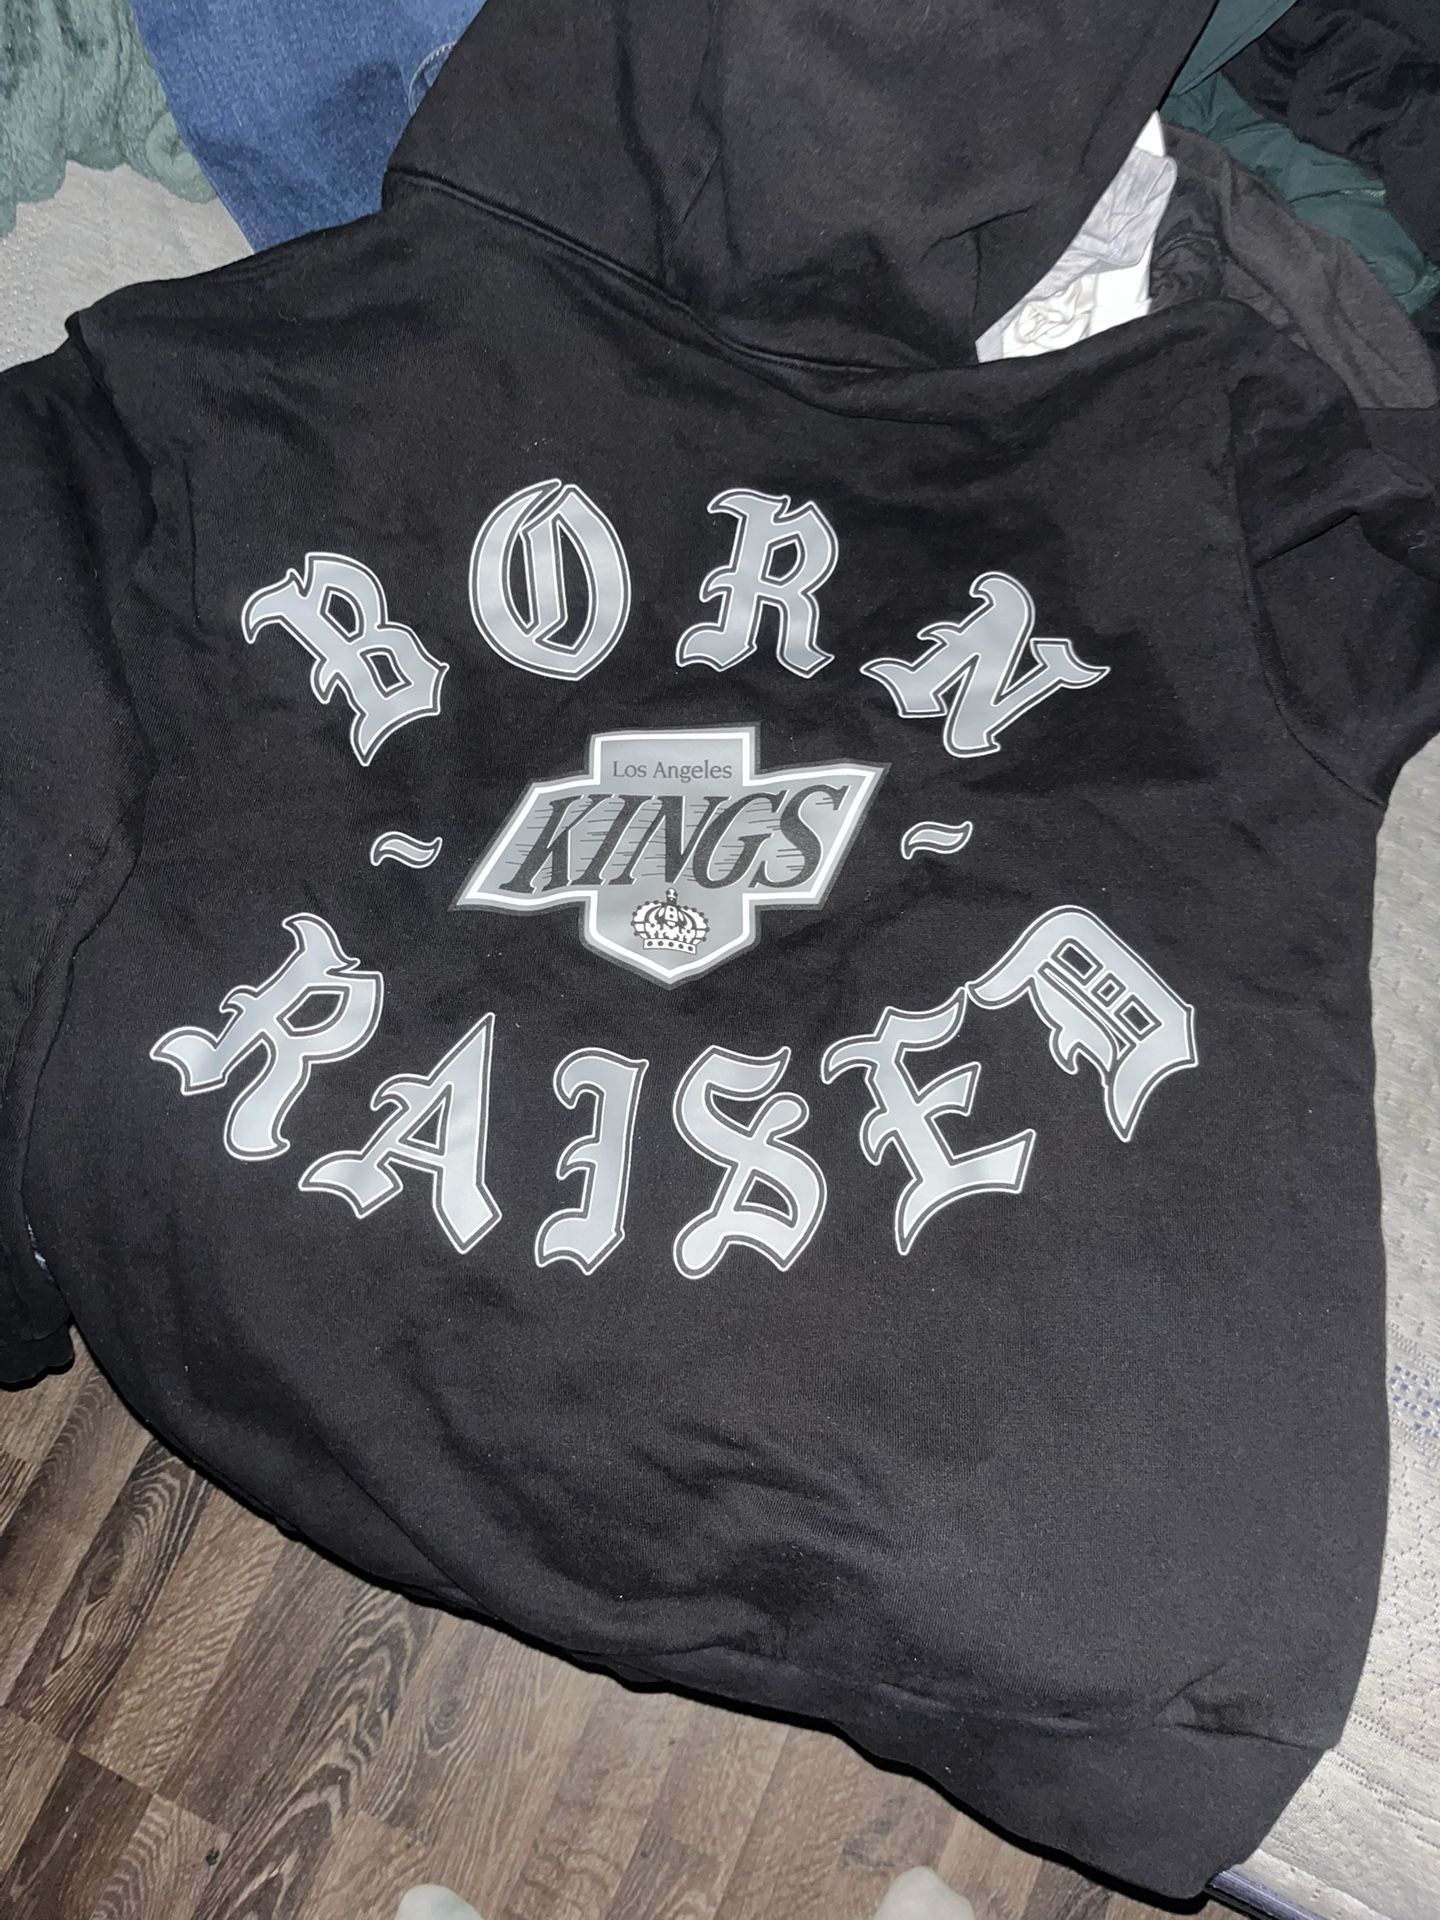 BORN
Los Angeles
~ KINGS ~
RAISED